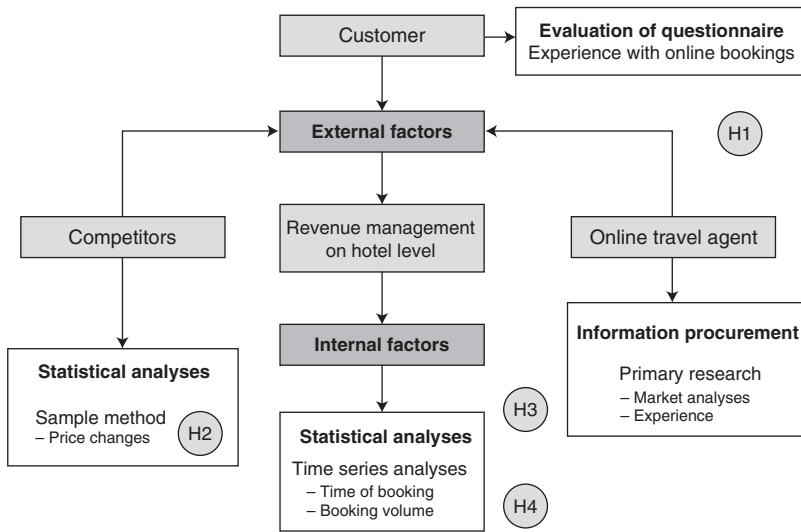 Customer
Evaluation of questionnaire
Experience with online bookings
External factors
H1
Competitors
Revenue management
on hotel level
Online travel agent
Internal factors
Statistical analyses
Sample method
– Price changes
H2
Information procurement
Primary research
– Market analyses
– Experience
H3
Statistical analyses
Time series analyses
– Time of booking
– Booking volume
H4